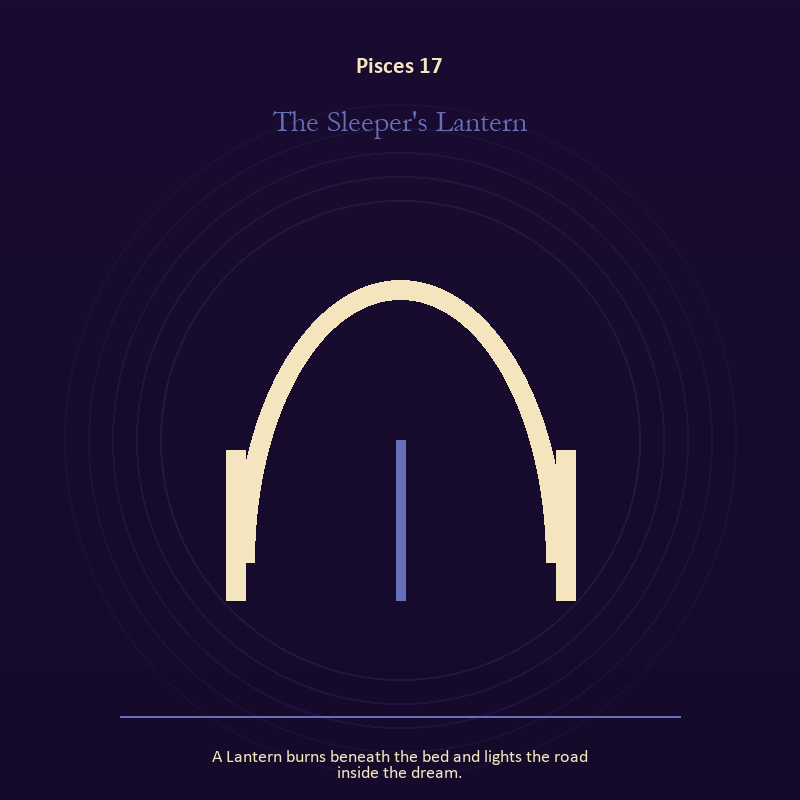 Pisces 17
The Sleeper's Lantern
A Lantern burns beneath the bed and lights the road
inside the dream.